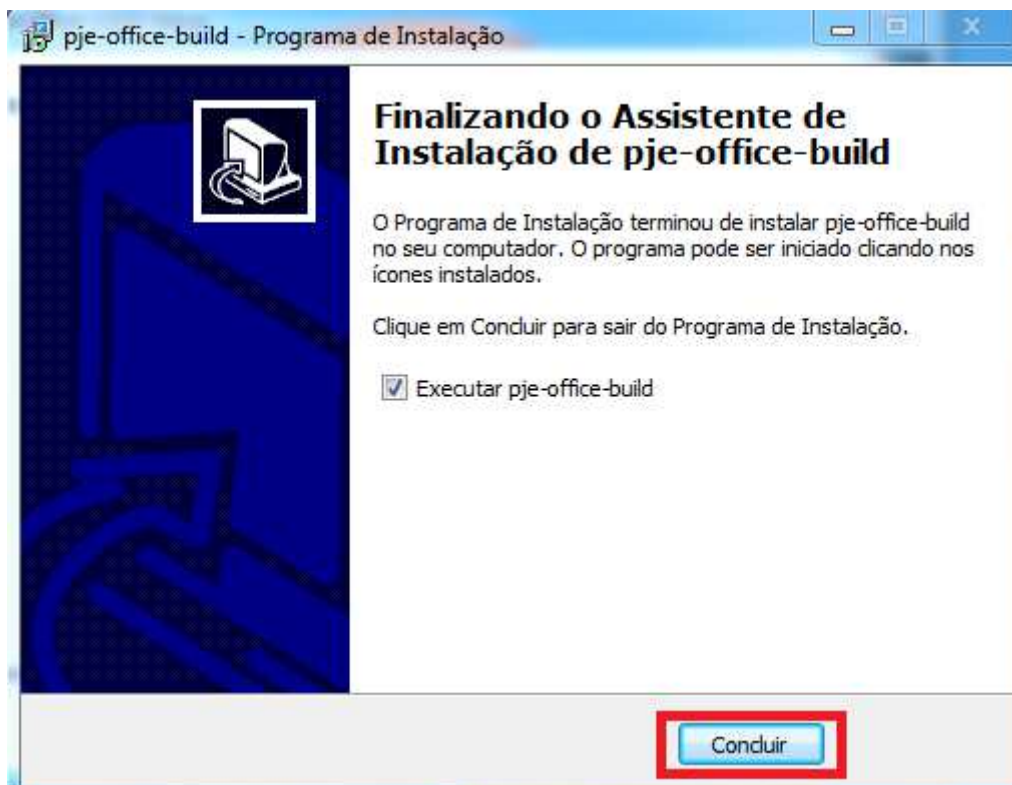 pje-office-build - Programa de Instalação
Finalizando o Assistente de
Instalação de pje-office-build
O Programa de Instalação terminou de instalar pje-office-build
no seu computador. O programa pode ser iniciado clicando nos
ícones instalados.
Clique em Concluir para sair do Programa de Instalação.
Executar pje-office-build
Concluir